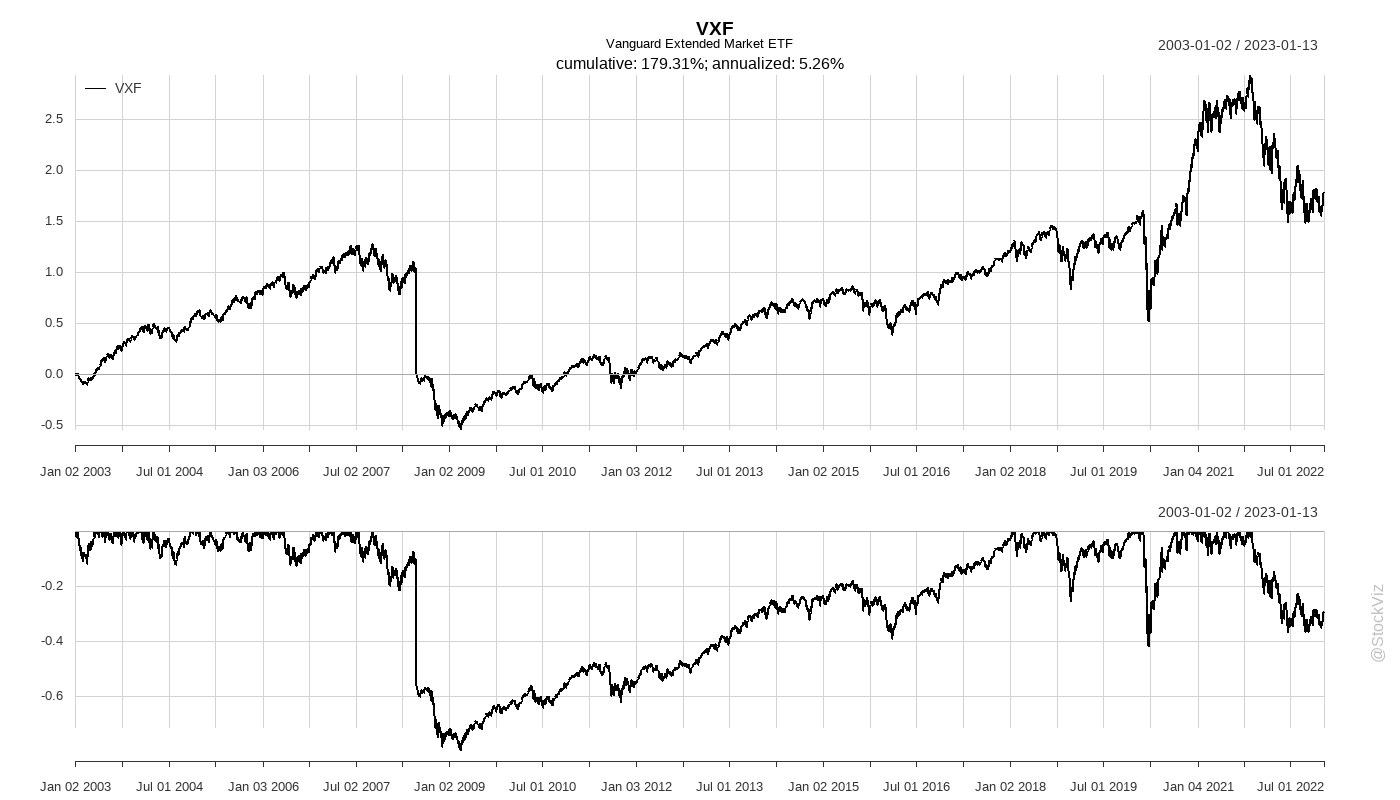 VXF
Vanguard Extended Market ETF
cumulative: 179.31%; annualized: 5.26%
2003-01-02 / 2023-01-13
VXF
2.5
2.0
1.5
1.0
0.5
0.0
-0.5
Jan 02 2003 Jul 01 2004 Jan 03 2006 Jul 02 2007 Jan 02 2009 Jul 01 2010 Jan 03 2012 Jul 01 2013 Jan 02 2015 Jul 01 2016 Jan 02 2018 Jul 01 2019 Jan 04 2021 Jul 01 2022
2003-01-02 / 2023-01-13
-0.2
-0.4
-0.6
Jan 02 2003 Jul 01 2004 Jan 03 2006 Jul 02 2007 Jan 02 2009 Jul 01 2010 Jan 03 2012 Jul 01 2013 Jan 02 2015 Jul 01 2016 Jan 02 2018 Jul 01 2019 Jan 04 2021 Jul 01 2022
@StockViz